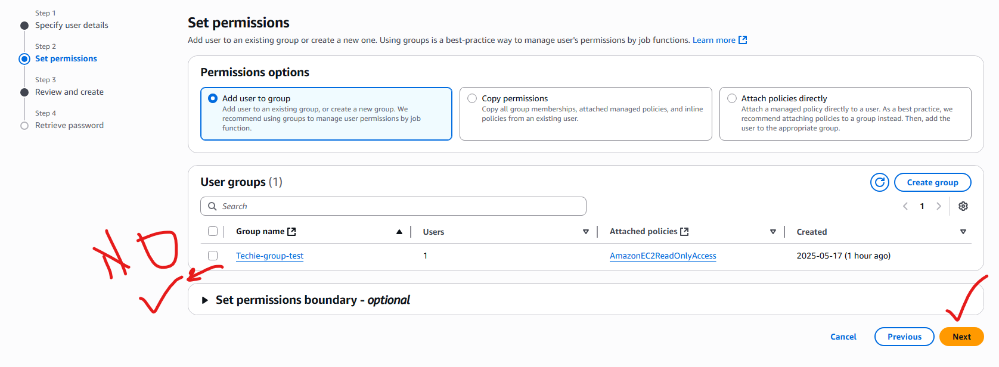 Step 1
Specify user details
Step 2
Set permissions
Step 3
Review and create
Step 4
Retrieve password
Set permissions
Add user to an existing group or create a new one. Using groups is a best-practice way to manage user's permissions by job functions. Learn more
Permissions options
Add user to group
Add user to an existing group, or create a new group. We
recommend using groups to manage user permissions by job
function.
Copy permissions
Copy all group memberships, attached managed policies, and inline
policies from an existing user.
Attach policies directly
Attach a managed policy directly to a user. As a best practice, we
recommend attaching policies to a group instead. Then, add the
user to the appropriate group.
User groups (1)
Create group
Search
1
Group name Users Attached policies Created
Techie-group-test 1 AmazonEC2ReadOnlyAccess 2025-05-17 (1 hour ago)
NO
Set permissions boundary - optional
Cancel Previous Next